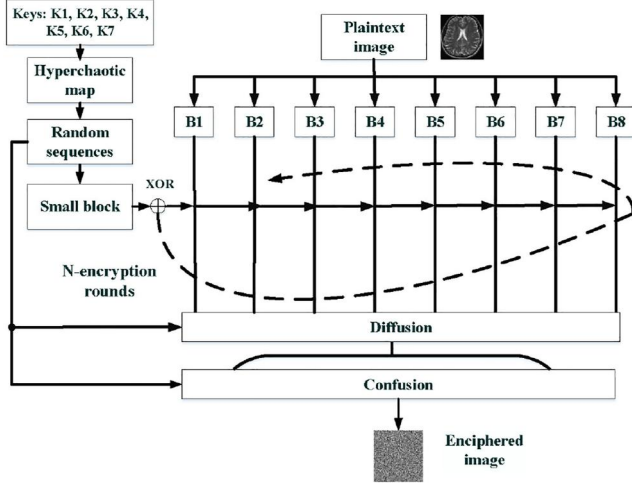 Keys: K1, K2, K3, K4,
K5, K6, K7
Hyperchaotic
map
Random
sequences
Small block
XOR
Plaintext
image
B1 B2 B3 B4 B5 B6 B7 B8
N-encryption
rounds
Diffusion
Confusion
Enciphered
image